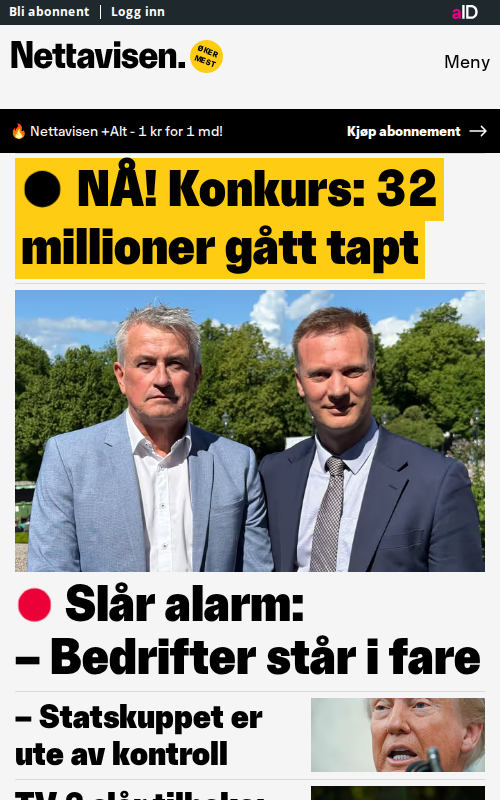 Bli abonnent | Logg inn
aID
Nettavisen.
ØKER
MEST
Meny
🔥 Nettavisen +Alt - 1 kr for 1 md!
Kjøp abonnement →
NÅ! Konkurs: 32
millioner gått tapt
Slår alarm:
– Bedrifter står i fare
– Statskuppet er
ute av kontroll